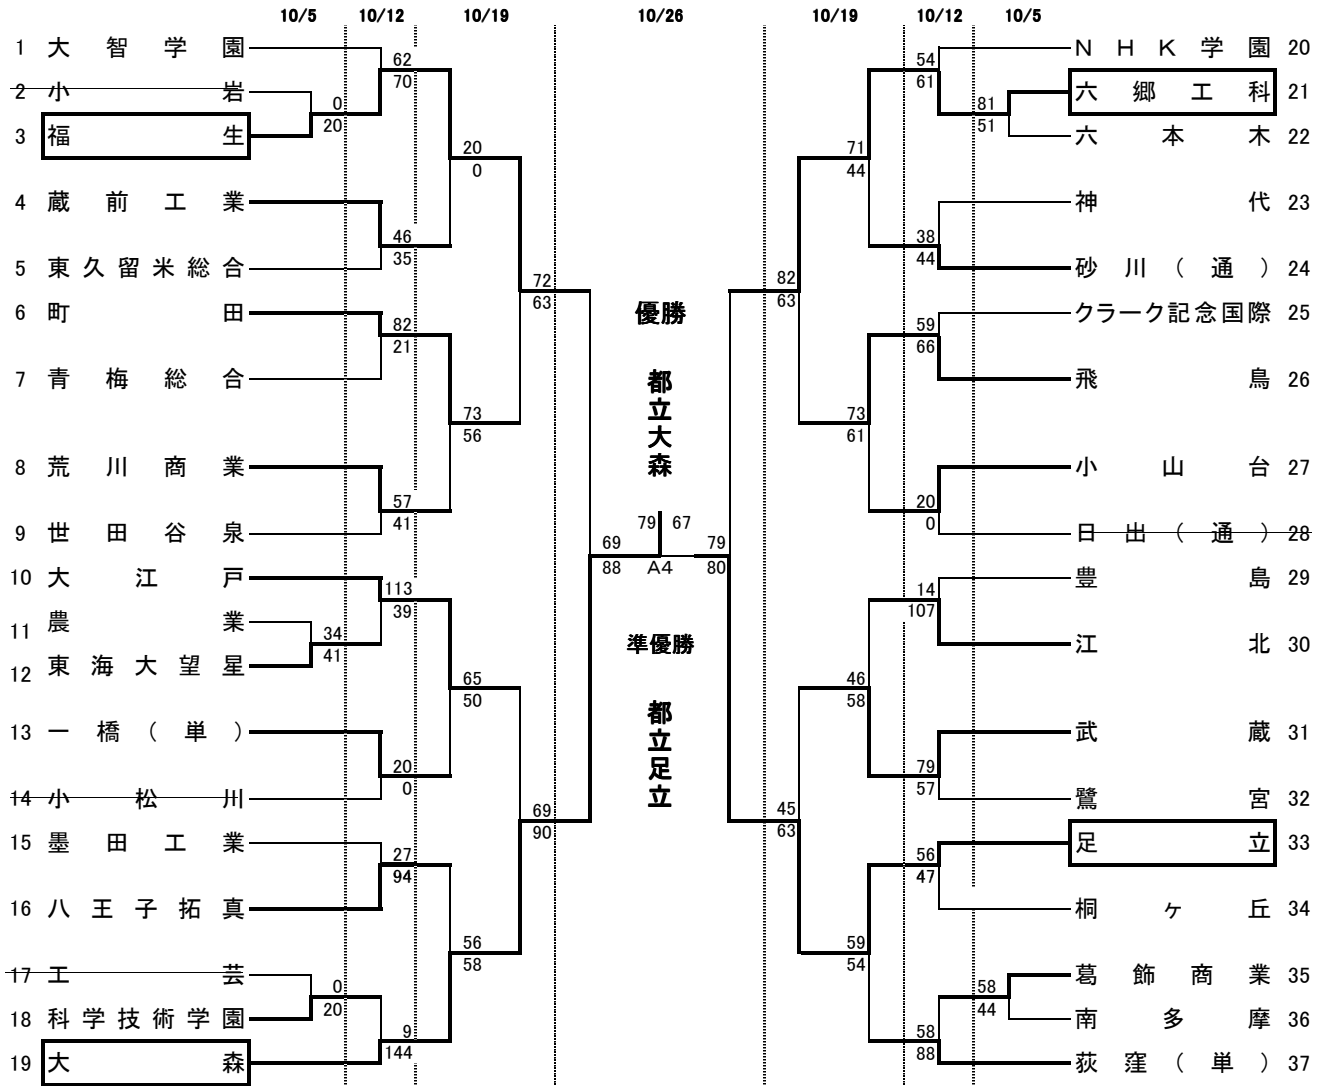 10/5 10/12 10/19 10/26 10/19 10/12 10/5
1 大智学園
2 小岩
3 福生
4 蔵前工業
5 東久留米総合
6 町田
7 青梅総合
8 荒川商業
9 世田谷泉
10 大江戸
11 農業
12 東海大望星
13 一橋(単)
14 小松川
15 墨田工業
16 八王子拓真
17 工芸
18 科学技術学園
19 大森
0
20
34
41
0
20
62
70
46
35
82
21
57
41
113
39
20
0
27
94
9
144
20
0
73
56
65
50
56
58
72
63
69
90
69
88
優勝
都立大森
79 67
A4
準優勝
都立足立
79
80
82
63
45
63
71
44
73
61
46
58
59
54
54
61
38
44
59
66
20
0
14
107
79
57
56
47
58
88
81
51
58
44
NHK学園 20
六郷工科 21
六本木 22
神代 23
砂川(通) 24
クラーク記念国際 25
飛鳥 26
小山台 27
日出(通) 28
豊島 29
江北 30
武蔵 31
鷺宮 32
足立 33
桐ヶ丘 34
葛飾商業 35
南多摩 36
荻窪(単) 37